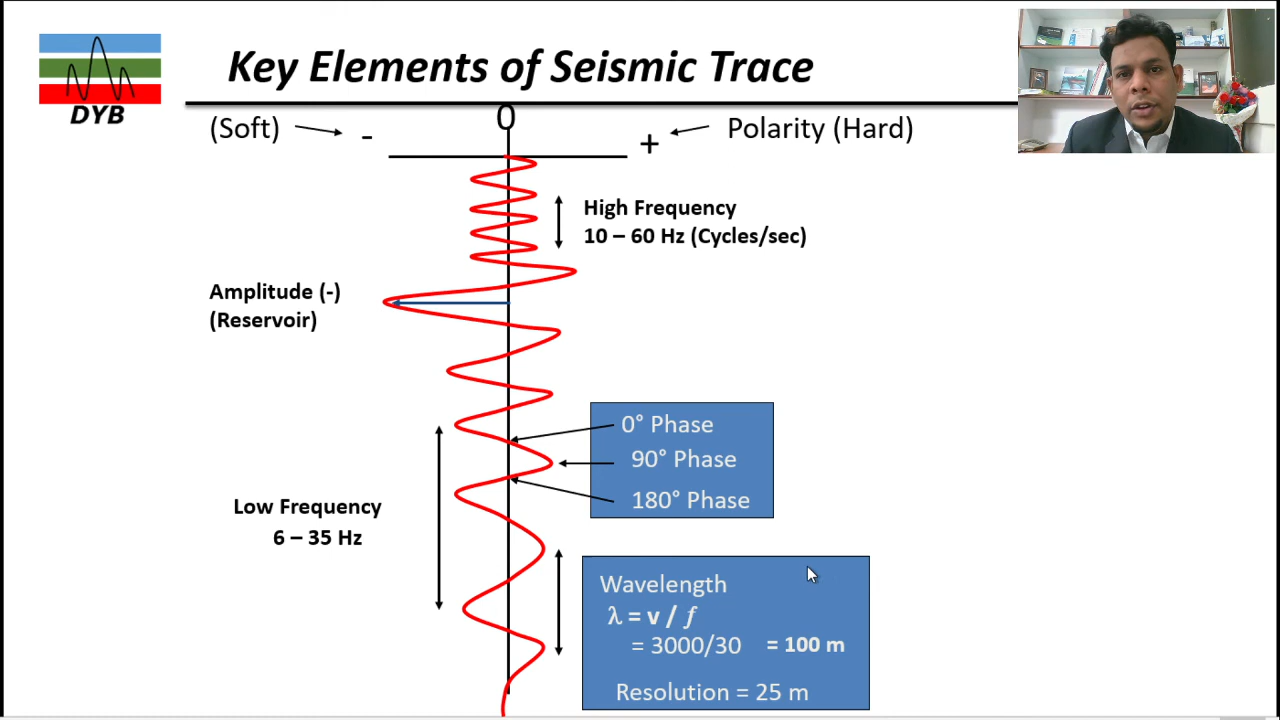 DYB
Key Elements of Seismic Trace
(Soft)
-
0
+
Polarity (Hard)
High Frequency
10 – 60 Hz (Cycles/sec)
Amplitude (-)
(Reservoir)
0° Phase
90° Phase
180° Phase
Low Frequency
6 – 35 Hz
Wavelength
λ = v / f
= 3000/30 = 100 m
Resolution = 25 m